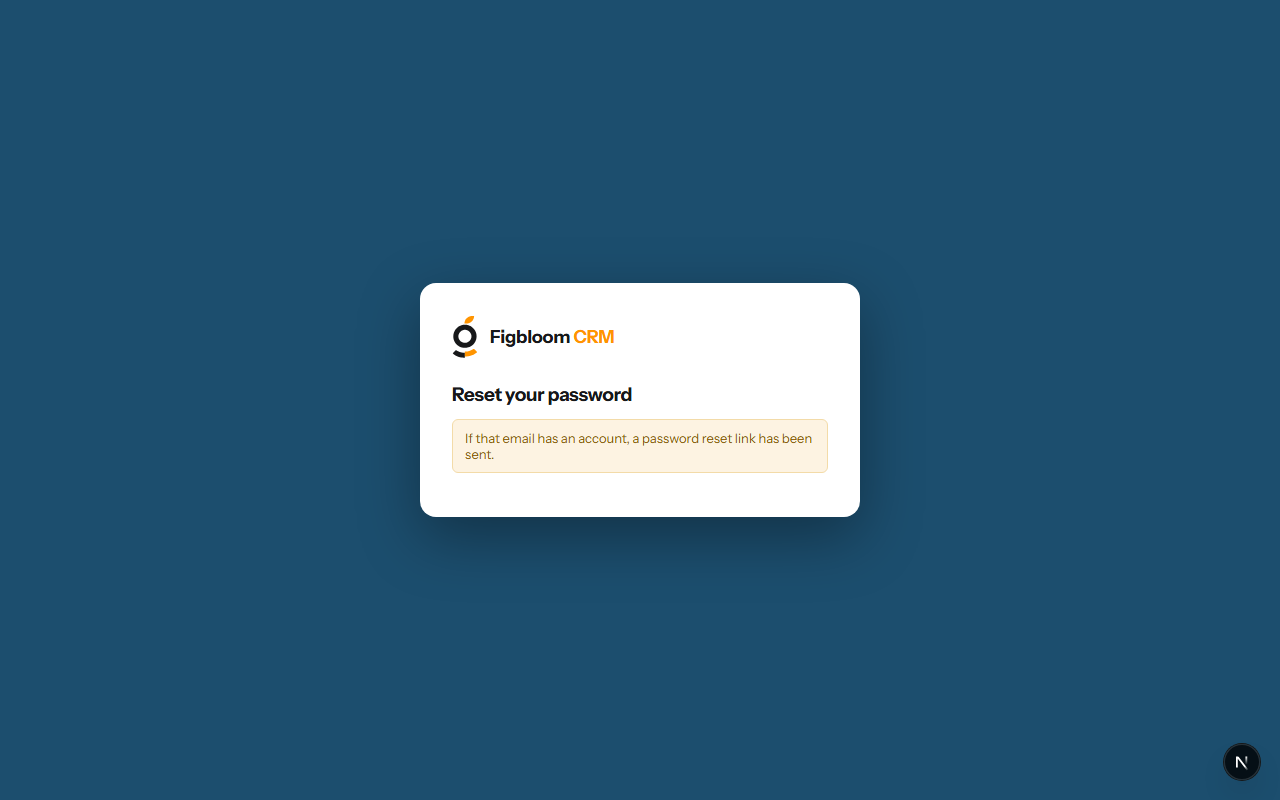 Figbloom CRM
Reset your password
If that email has an account, a password reset link has been
sent.
N